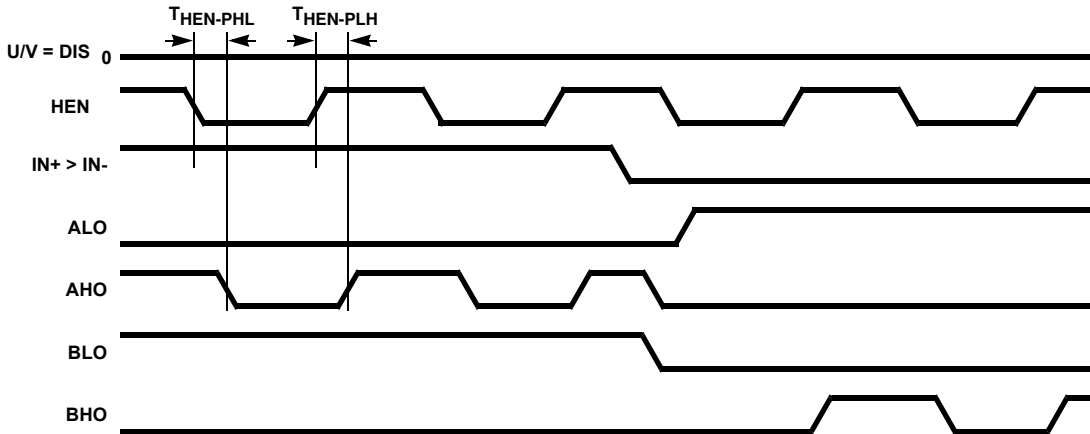 THEN-PHL THEN-PLH
U/V = DIS 0
HEN
IN+ > IN-
ALO
AHO
BLO
BHO